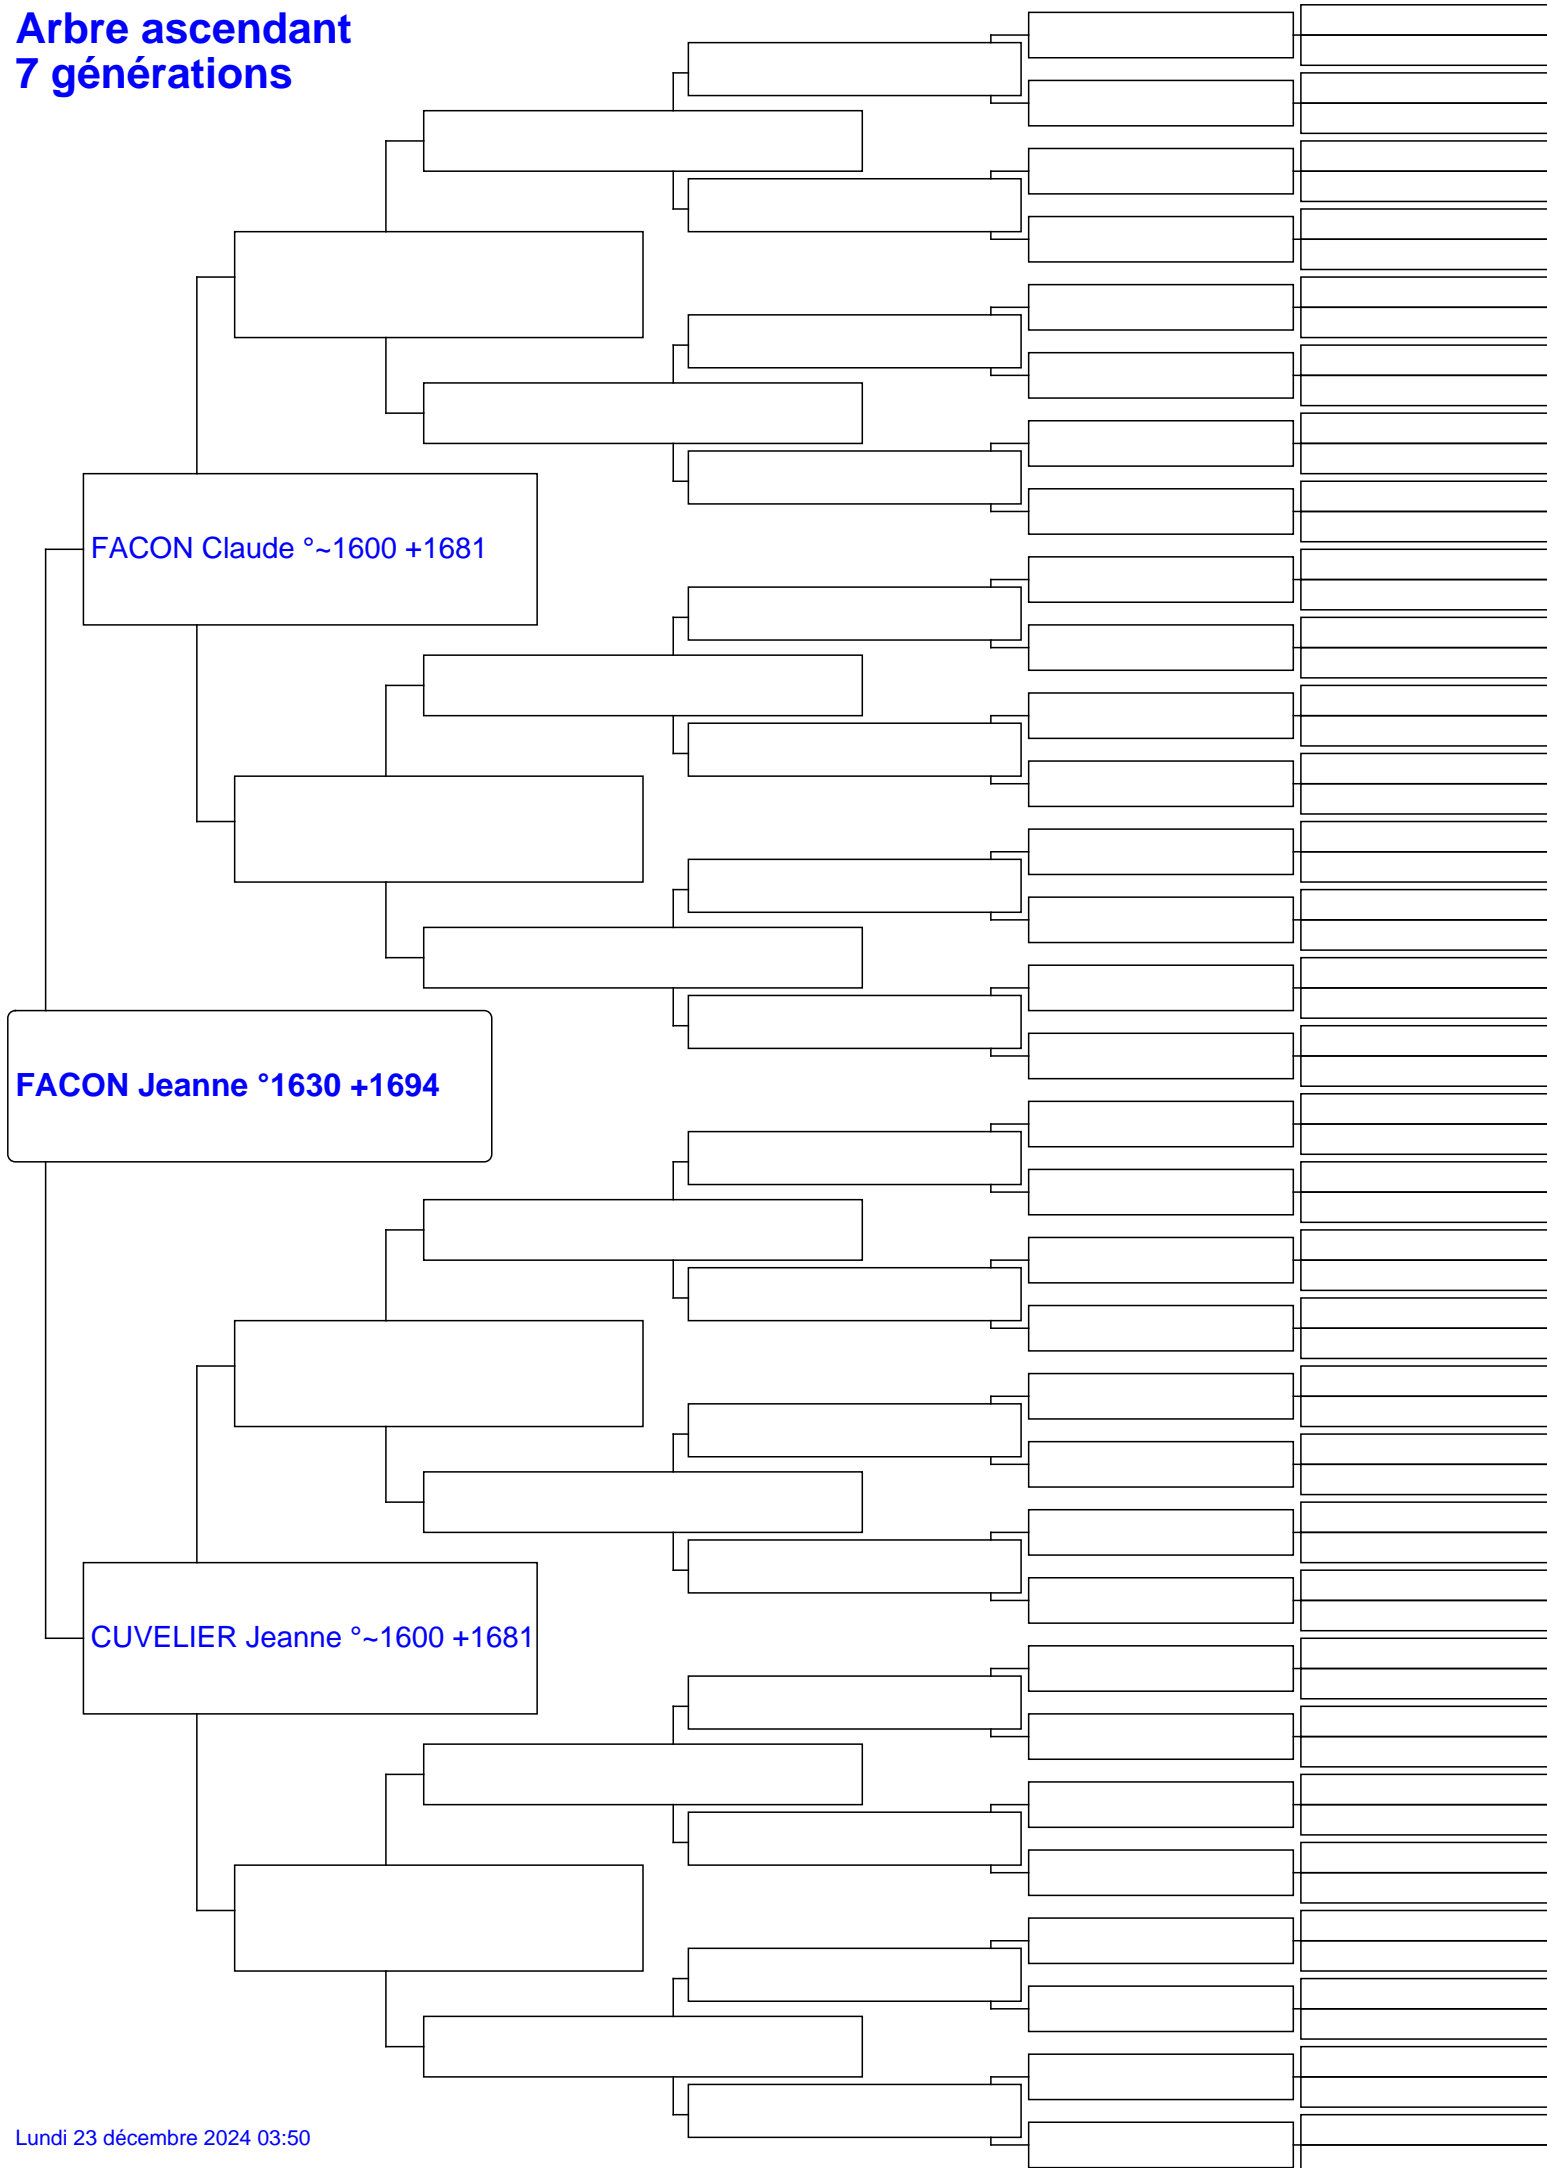 Arbre ascendant
7 générations
FACON Claude °~1600 +1681
FACON Jeanne °1630 +1694
CUVELIER Jeanne °~1600 +1681
Lundi 23 décembre 2024 03:50